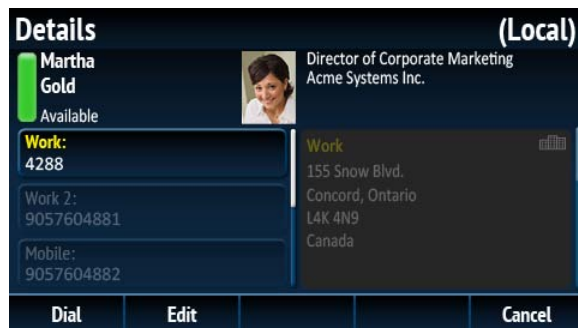 Details
(Local)
Martha
Gold
Available
Director of Corporate Marketing
Acme Systems Inc.
Work:
4288
Work 2:
9057604881
Mobile:
9057604882
Work
155 Snow Blvd.
Concord, Ontario
L4K 4N9
Canada
Dial
Edit
Cancel